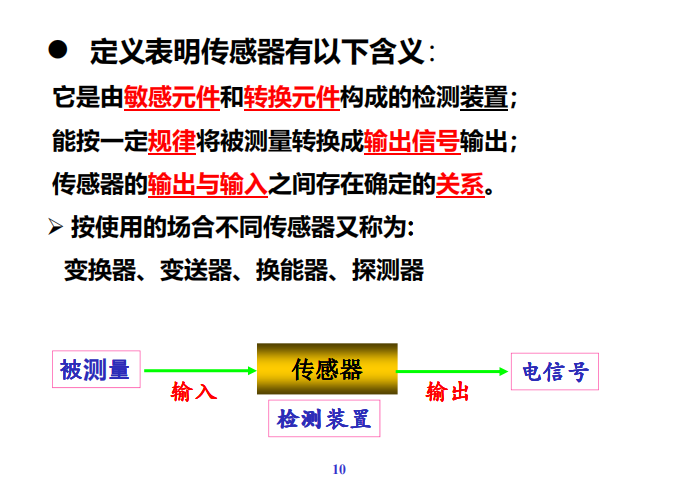 ● 定义表明传感器有以下含义：
它是由敏感元件和转换元件构成的检测装置；
能按一定规律将被测量转换成输出信号输出；
传感器的输出与输入之间存在确定的关系。
➢ 按使用的场合不同传感器又称为:
变换器、变送器、换能器、探测器
被测量
输入
传感器
检测装置
输出
电信号
10